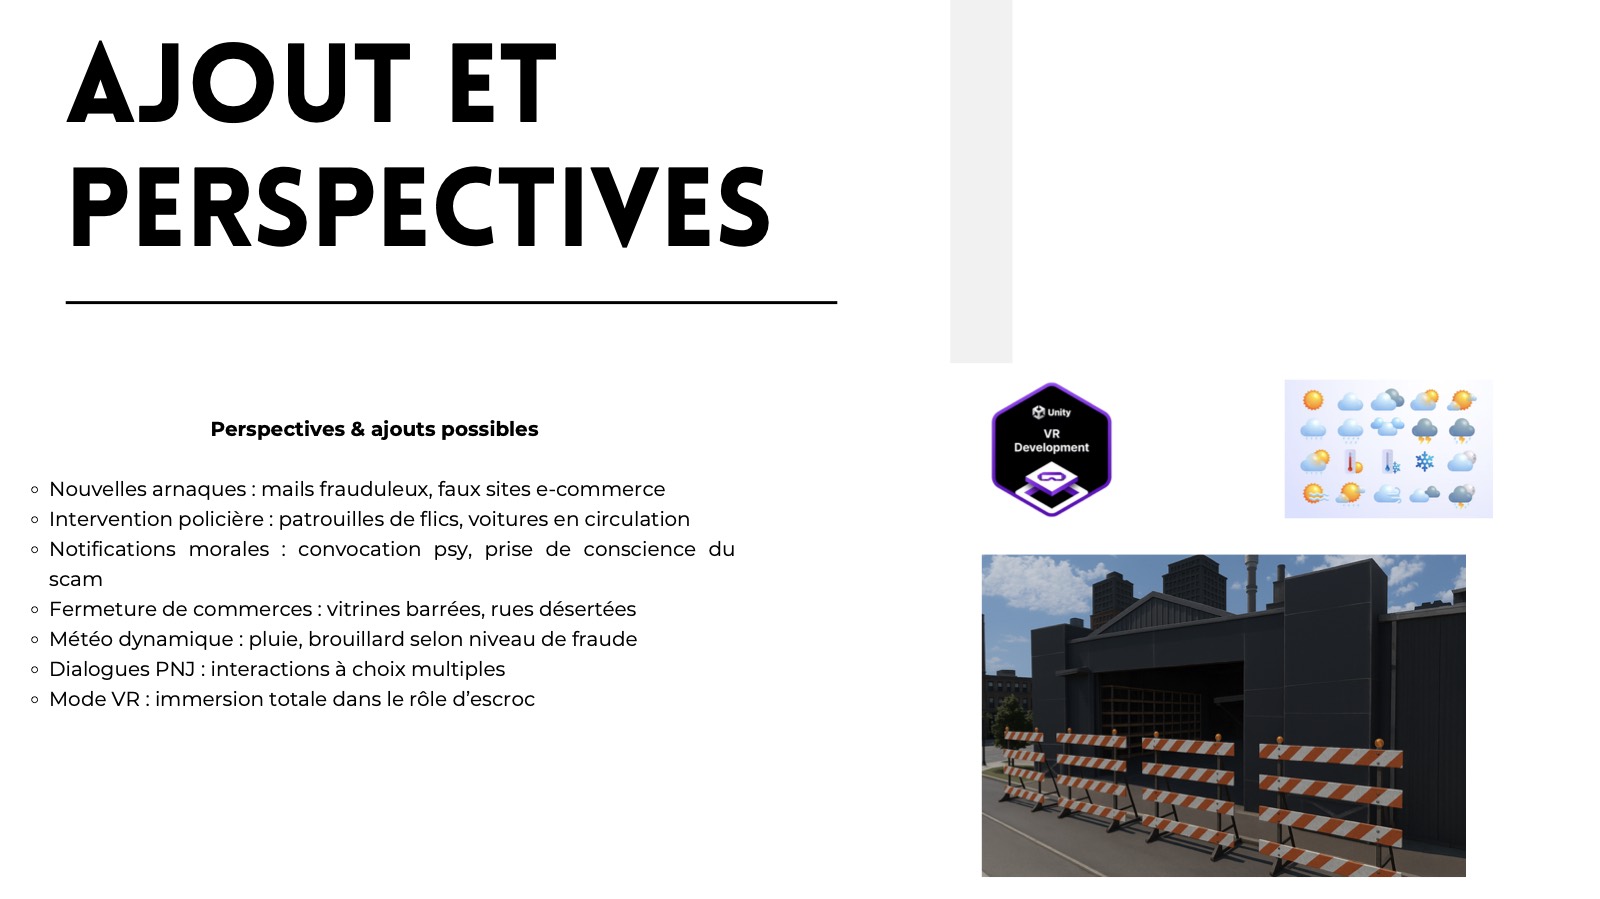 AJOUT ET
PERSPECTIVES
Perspectives & ajouts possibles
Nouvelles arnaques : mails frauduleux, faux sites e-commerce
Intervention policière : patrouilles de flics, voitures en circulation
Notifications morales : convocation psy, prise de conscience du
scam
Fermeture de commerces : vitrines barrées, rues désertées
Météo dynamique : pluie, brouillard selon niveau de fraude
Dialogues PNJ : interactions à choix multiples
Mode VR : immersion totale dans le rôle d’escroc
Unity
VR
Development